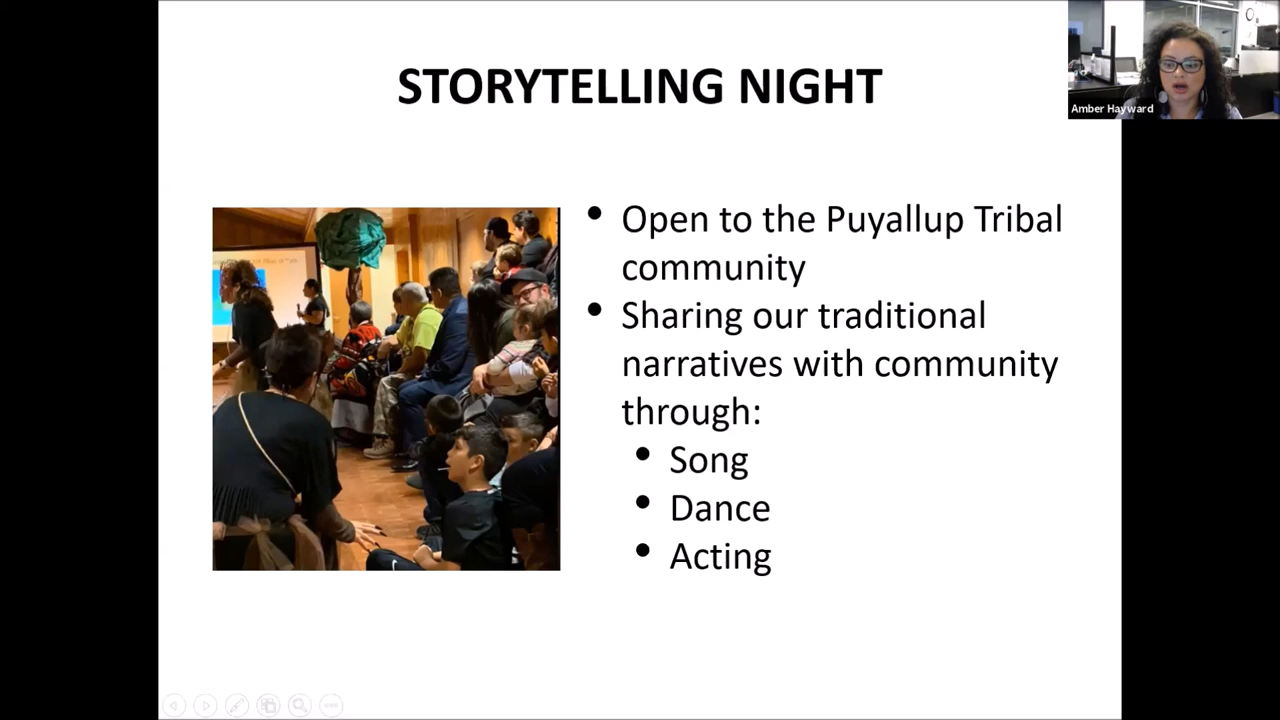 STORYTELLING NIGHT
Amber Hayward
• Open to the Puyallup Tribal
community
• Sharing our traditional
narratives with community
through:
• Song
• Dance
• Acting